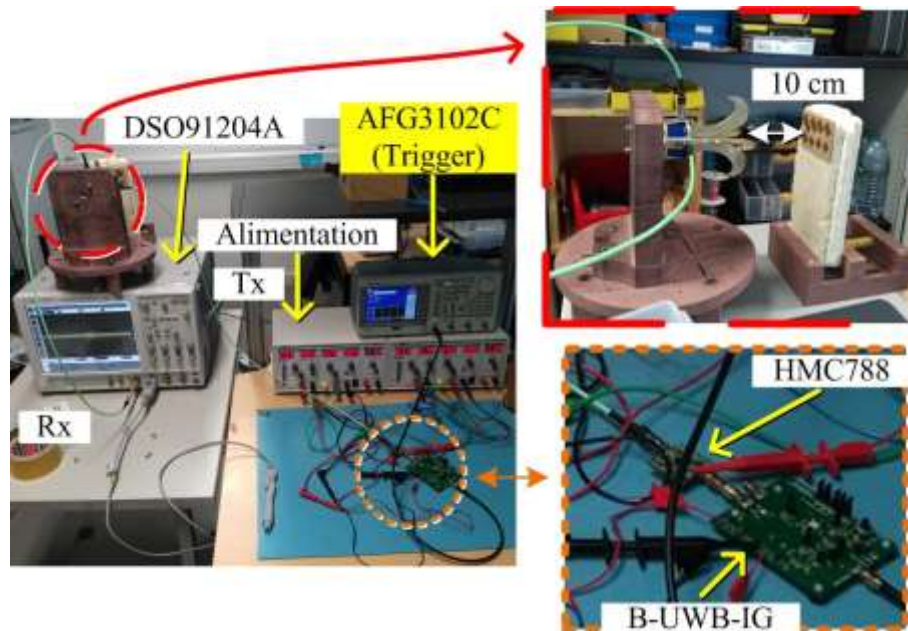 DSO91204A
AFG3102C
(Trigger)
10 cm
Alimentation
Tx
Rx
HMC788
B-UWB-IG